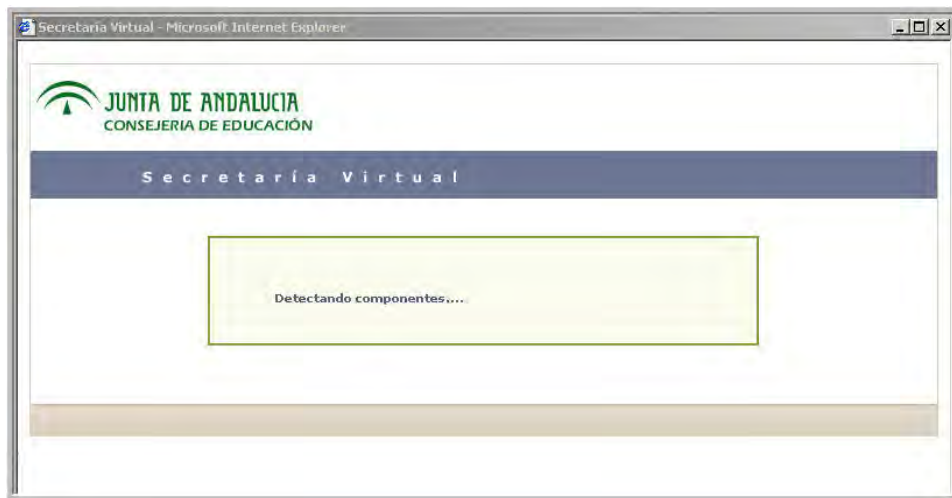 Secretaría Virtual - Microsoft Internet Explorer
JUNTA DE ANDALUCIA
CONSEJERIA DE EDUCACIÓN
Secretaría Virtual
Detectando componentes....